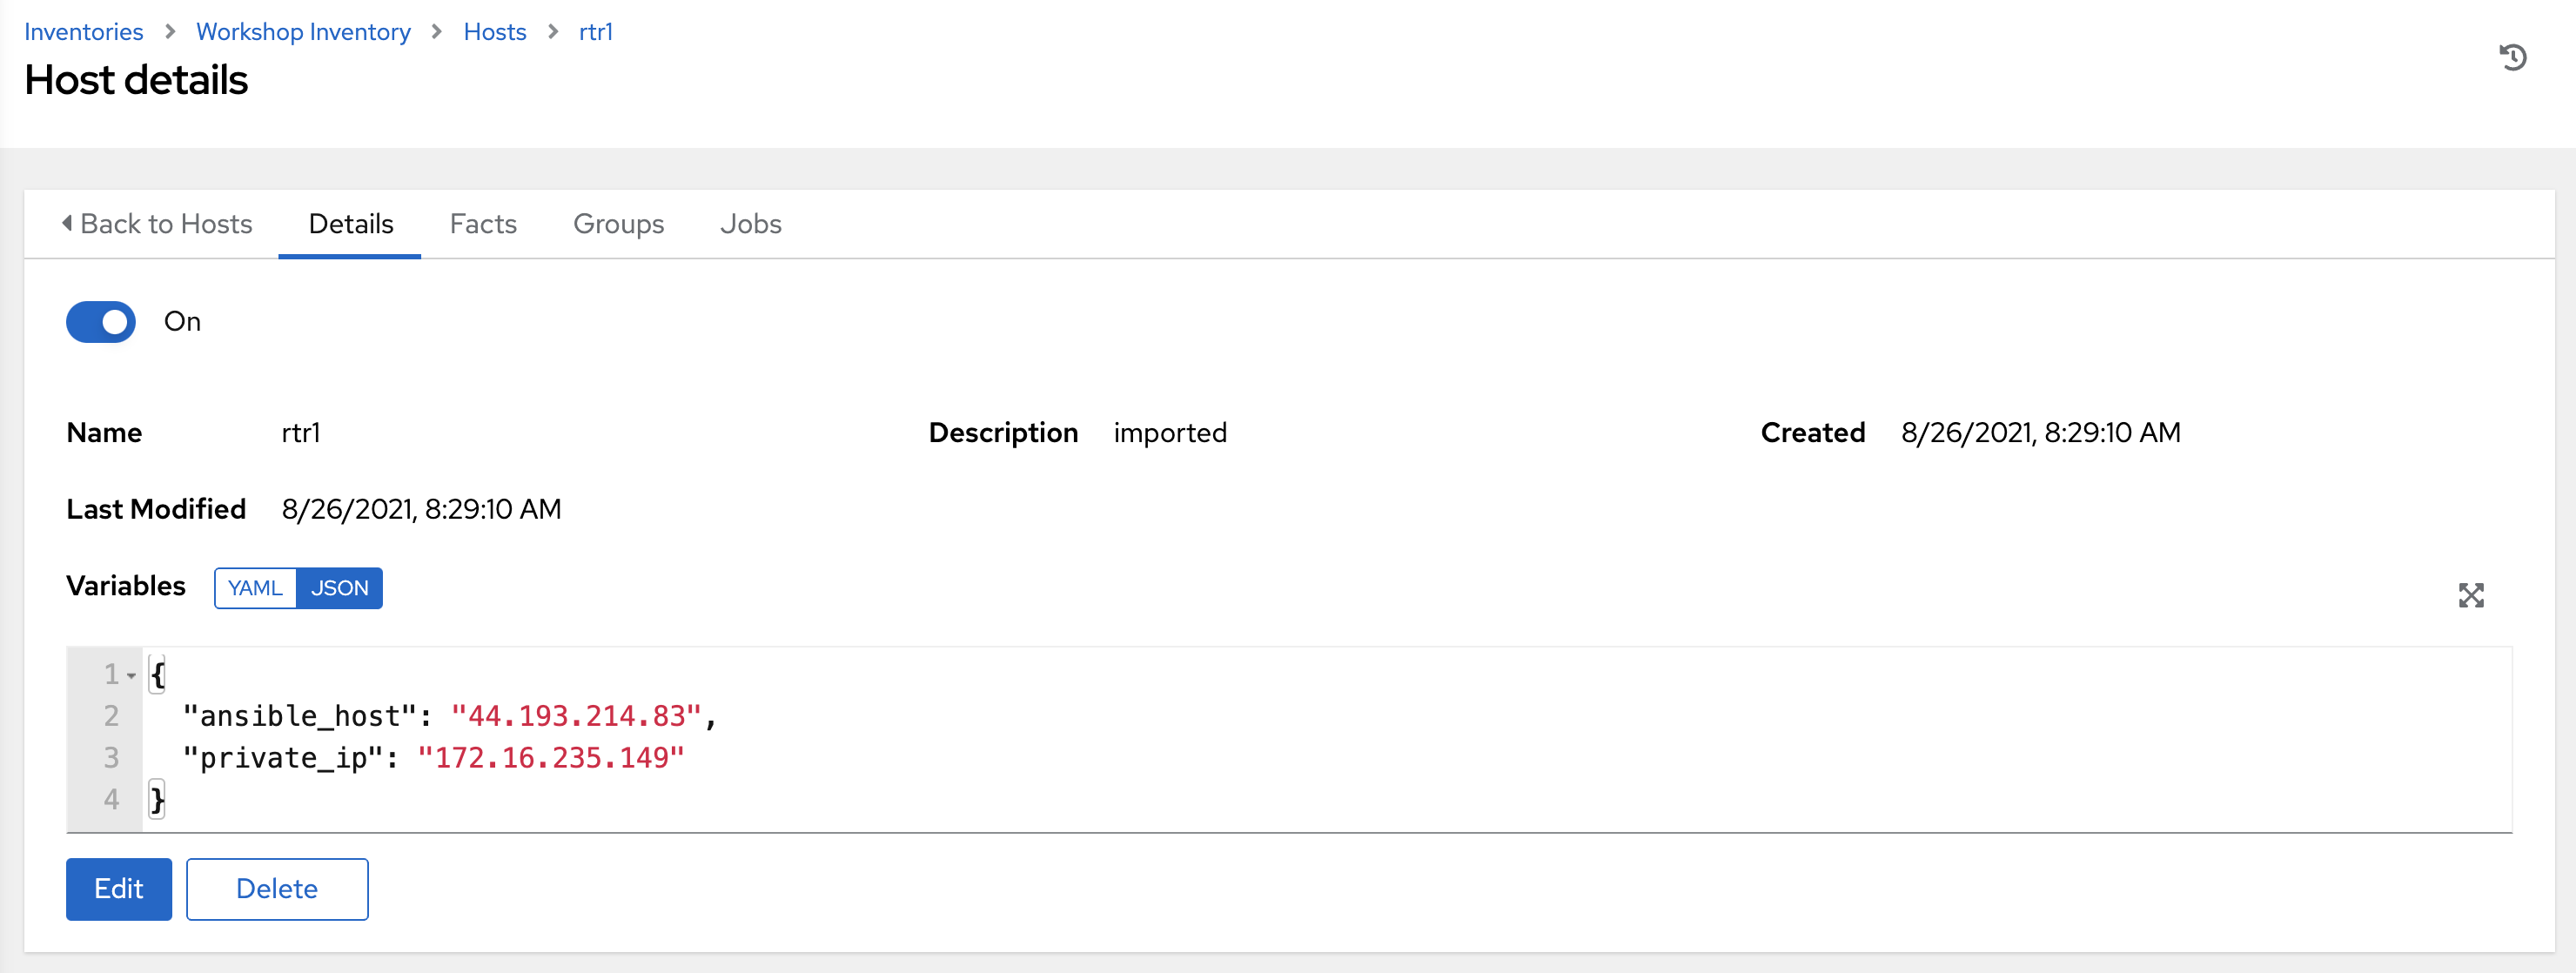 Inventories > Workshop Inventory > Hosts > rtr1
Host details
Back to Hosts Details Facts Groups Jobs
On
Name rtr1 Description imported Created 8/26/2021, 8:29:10 AM
Last Modified 8/26/2021, 8:29:10 AM
Variables YAML JSON
1 {
2 "ansible_host": "44.193.214.83",
3 "private_ip": "172.16.235.149"
4 }
Edit Delete